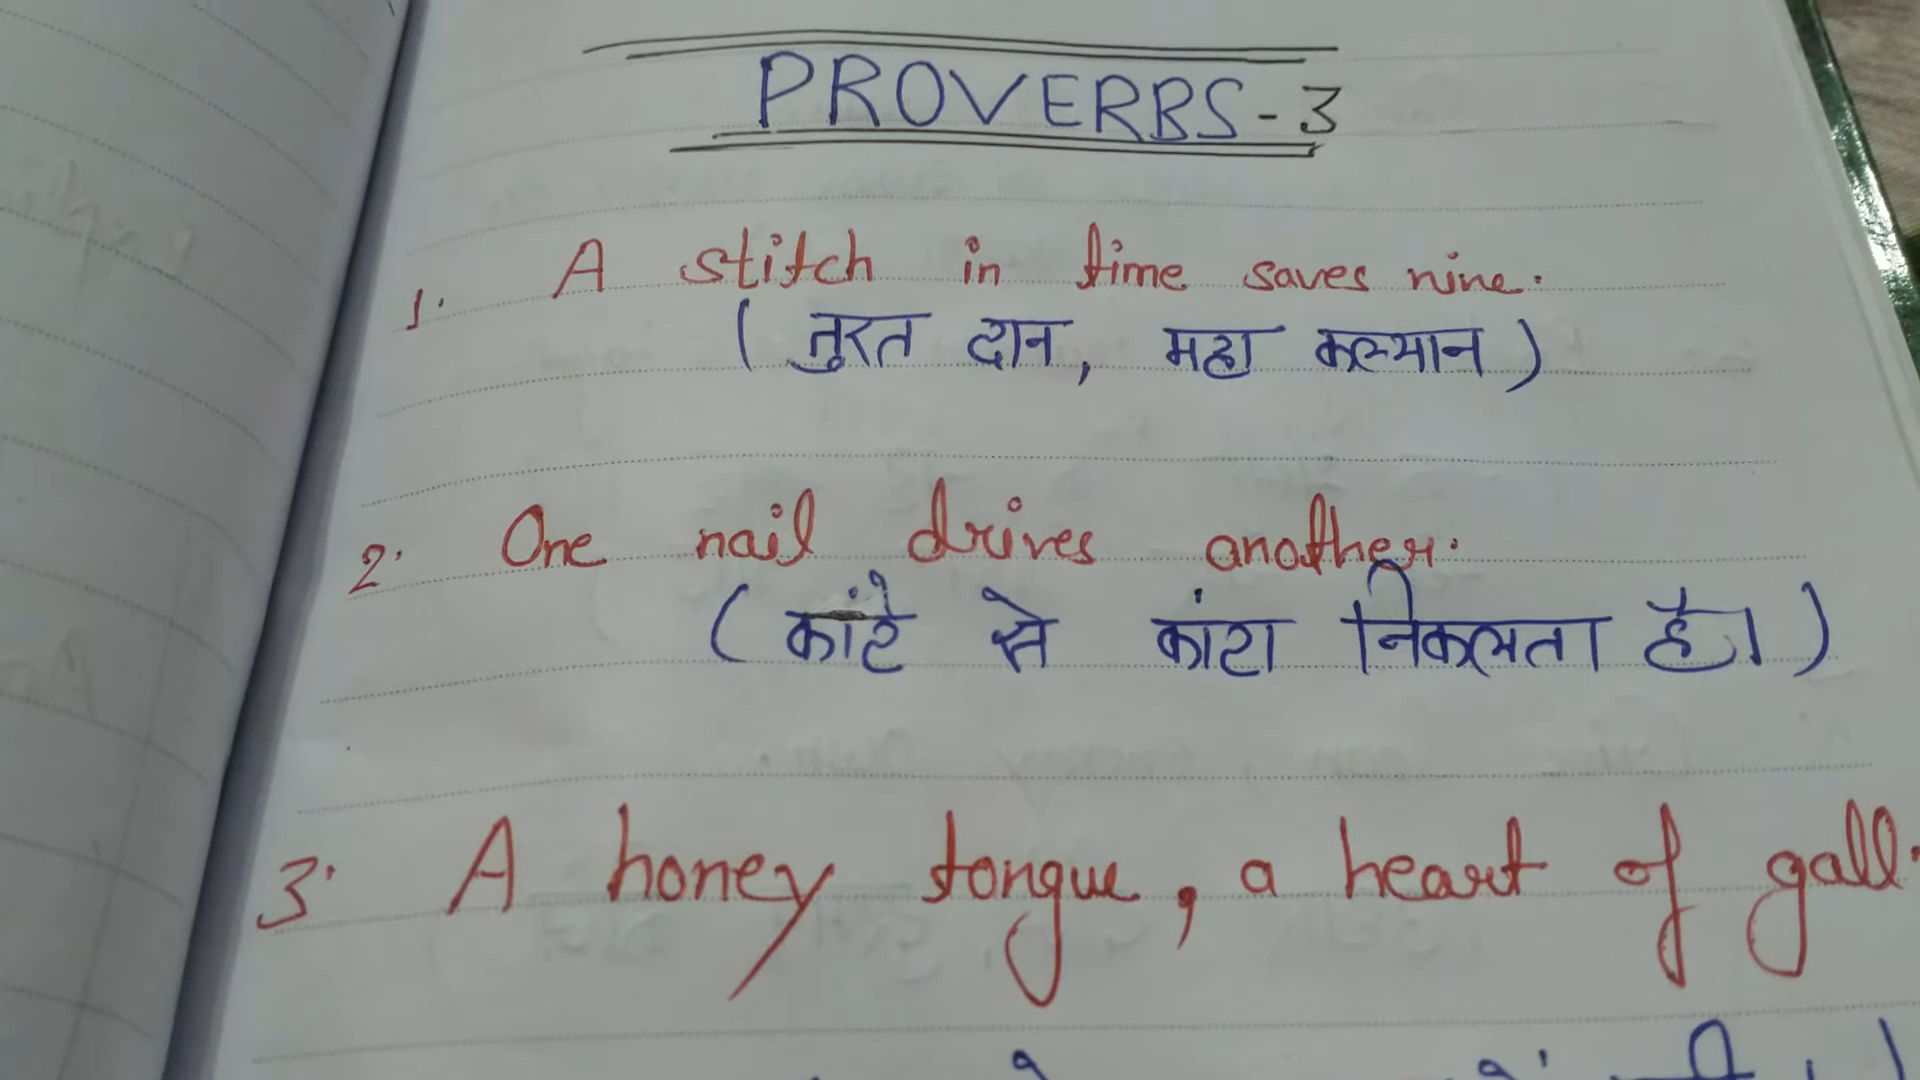 PROVERBS-3
1. A stitch in time saves nine.
(तुरत दान, महा कल्यान)
2. One nail drives another.
(कांटे से कांटा निकलता है।)
3. A honey tongue, a heart of gall.